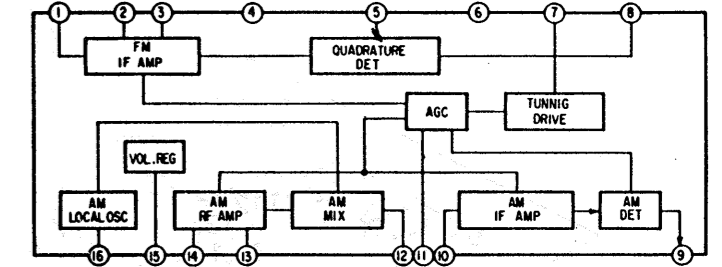 1 2 3 4 5 6 7 8
FM
IF AMP
QUADRATURE
DET
AGC
TUNNIG
DRIVE
VOL.REG
AM
LOCAL OSC
AM
RF AMP
AM
MIX
AM
IF AMP
AM
DET
16 15 14 13 12 11 10 9